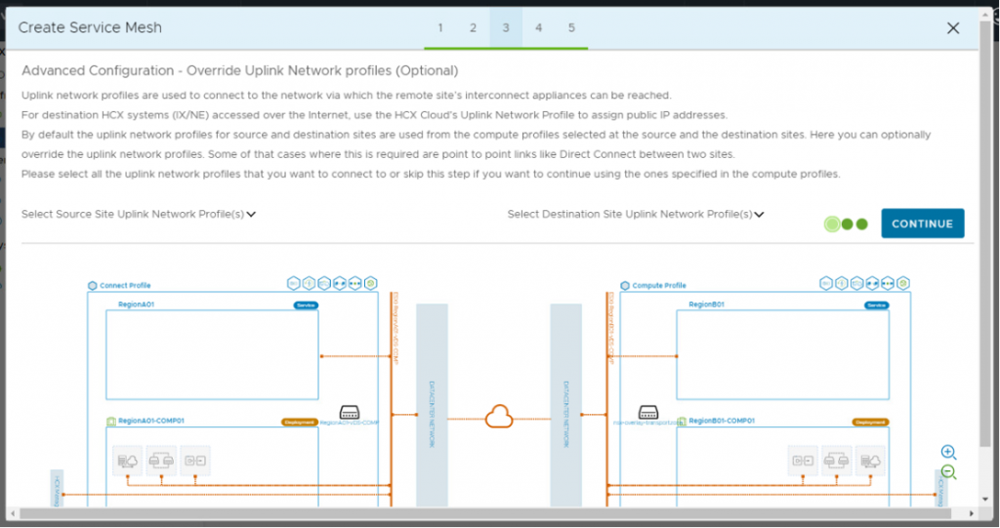 Create Service Mesh
1
2
3
4
5
Advanced Configuration - Override Uplink Network profiles (Optional)
Uplink network profiles are used to connect to the network via which the remote site's interconnect appliances can be reached.
For destination HCX systems (IX/NE) accessed over the Internet, use the HCX Cloud's Uplink Network Profile to assign public IP addresses.
By default the uplink network profiles for source and destination sites are used from the compute profiles selected at the source and the destination sites. Here you can optionally
override the uplink network profiles. Some of that cases where this is required are point to point links like Direct Connect between two sites.
Please select all the uplink network profiles that you want to connect to or skip this step if you want to continue using the ones specified in the compute profiles.
Select Source Site Uplink Network Profile(s)
Select Destination Site Uplink Network Profile(s)
CONTINUE
Connect Profile
RegionA01
Service
DATACENTER NETWORK
RegionA01-COMP01
Deployment
RegionA01-vDS-COMP
Compute Profile
RegionB01
Service
DATACENTER NETWORK
RegionB01-COMP01
Deployment